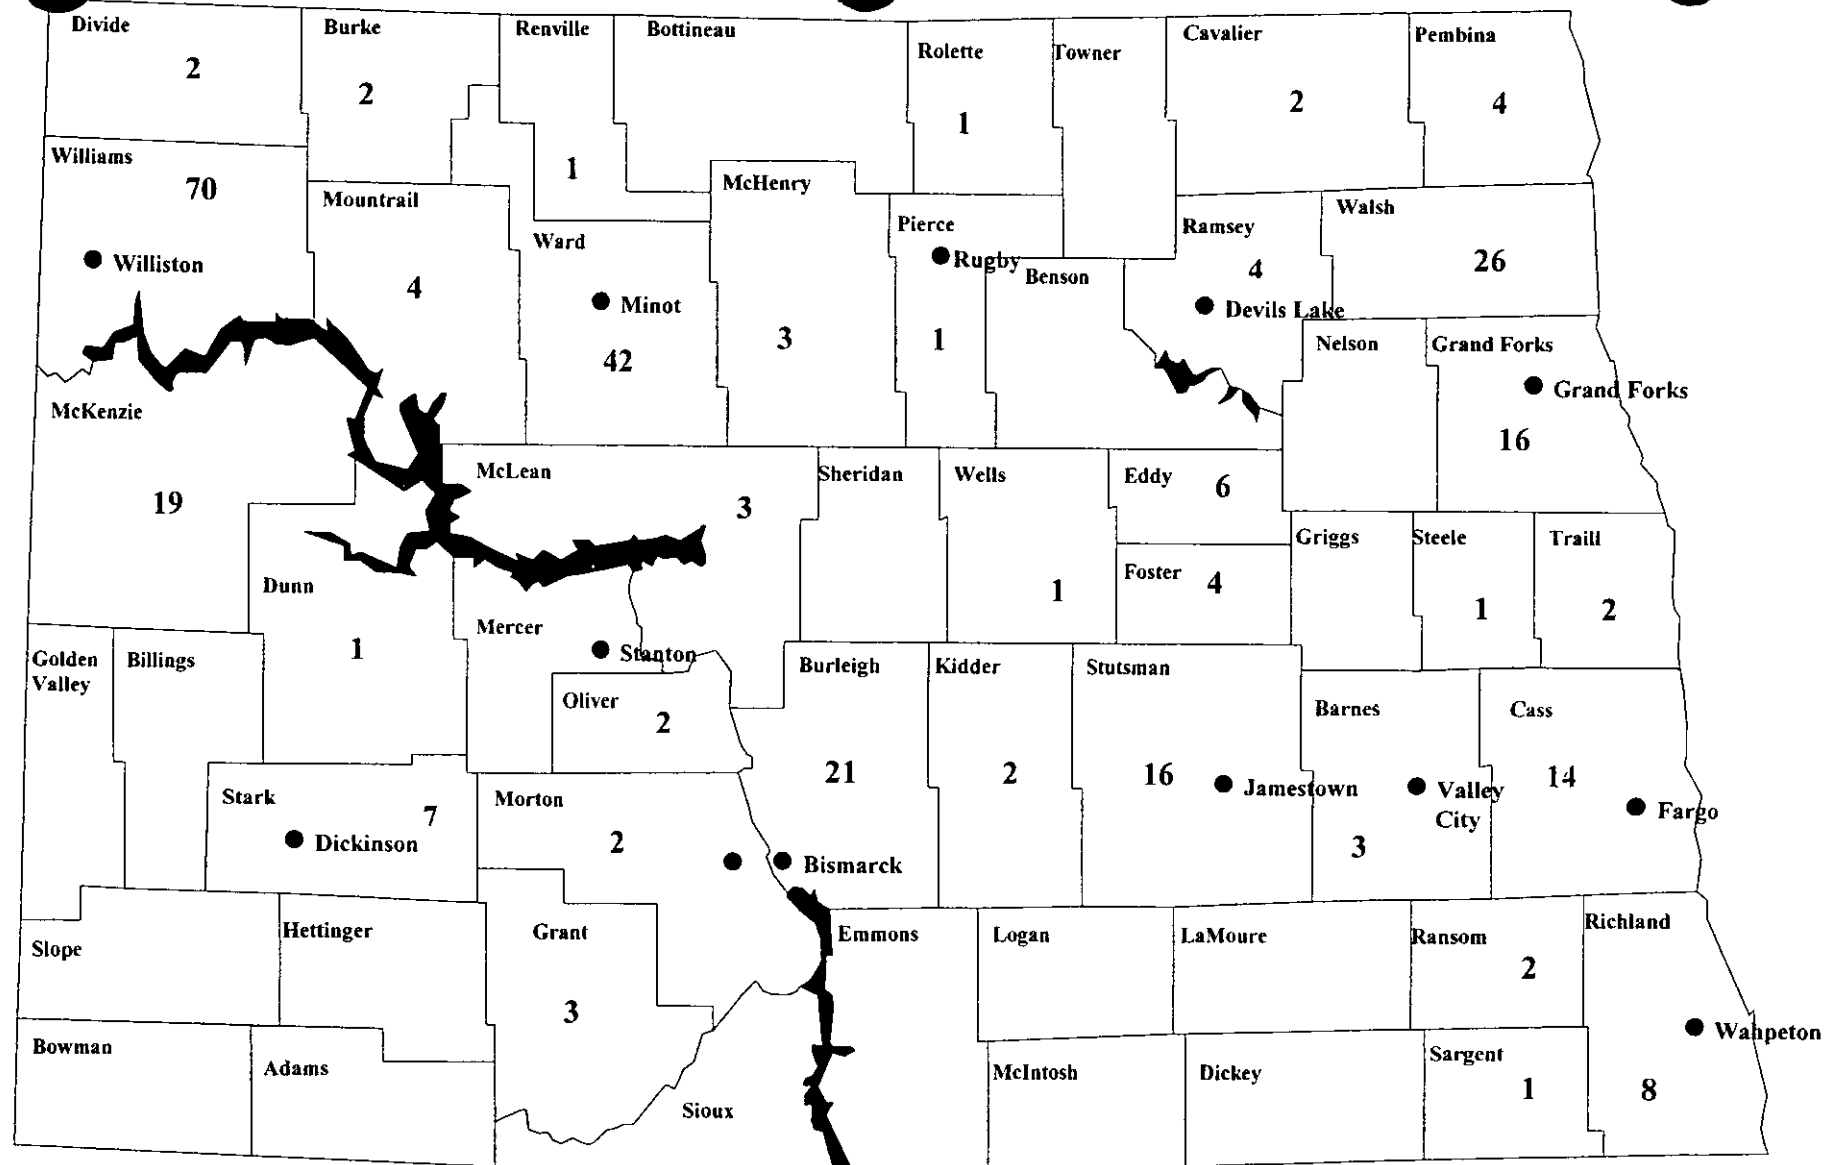 Divide
2
Burke
2
Renville
1
Bottineau
Rolette
1
Towner
Cavalier
2
Pembina
4
Williams
70
Williston
Mountrail
4
Ward
Minot
42
McHenry
3
Pierce
Rugby
1
Benson
Ramsey
4
Devils Lake
Walsh
26
Nelson
Grand Forks
Grand Forks
16
McKenzie
19
McLean
3
Sheridan
Wells
1
Eddy
6
Foster
4
Griggs
Steele
1
Traill
2
Dunn
1
Mercer
Stanton
Oliver
2
Golden
Valley
Billings
Burleigh
21
Bismarck
Kidder
2
Stutsman
16
Jamestown
Barnes
Valley
City
3
Cass
14
Fargo
Stark
7
Dickinson
Morton
2
Slope
Hettinger
Grant
3
Emmons
Logan
LaMoure
Ransom
2
Richland
Wahpeton
8
Bowman
Adams
Sioux
McIntosh
Dickey
Sargent
1